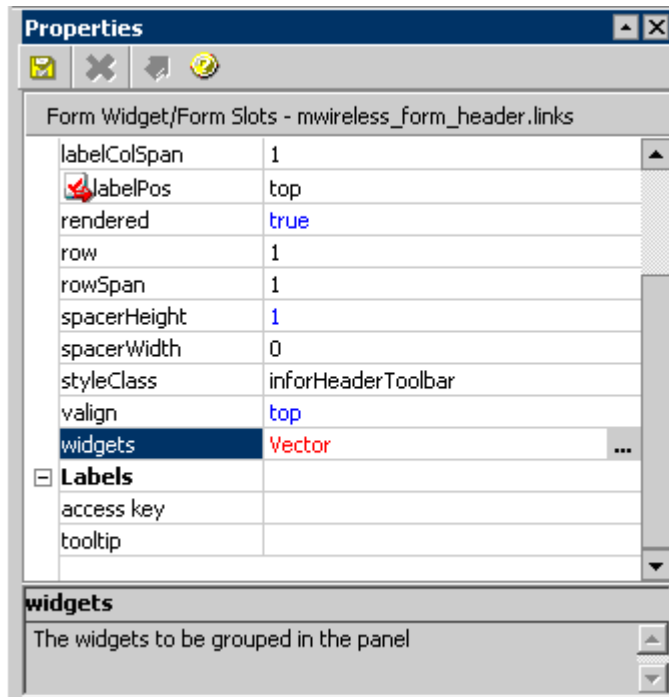 Properties
Form Widget/Form Slots - mwireless_form_header.links
labelColSpan 1
labelPos top
rendered true
row 1
rowSpan 1
spacerHeight 1
spacerWidth 0
styleClass inforHeaderToolbar
valign top
widgets Vector ...
Labels
access key
tooltip
widgets
The widgets to be grouped in the panel